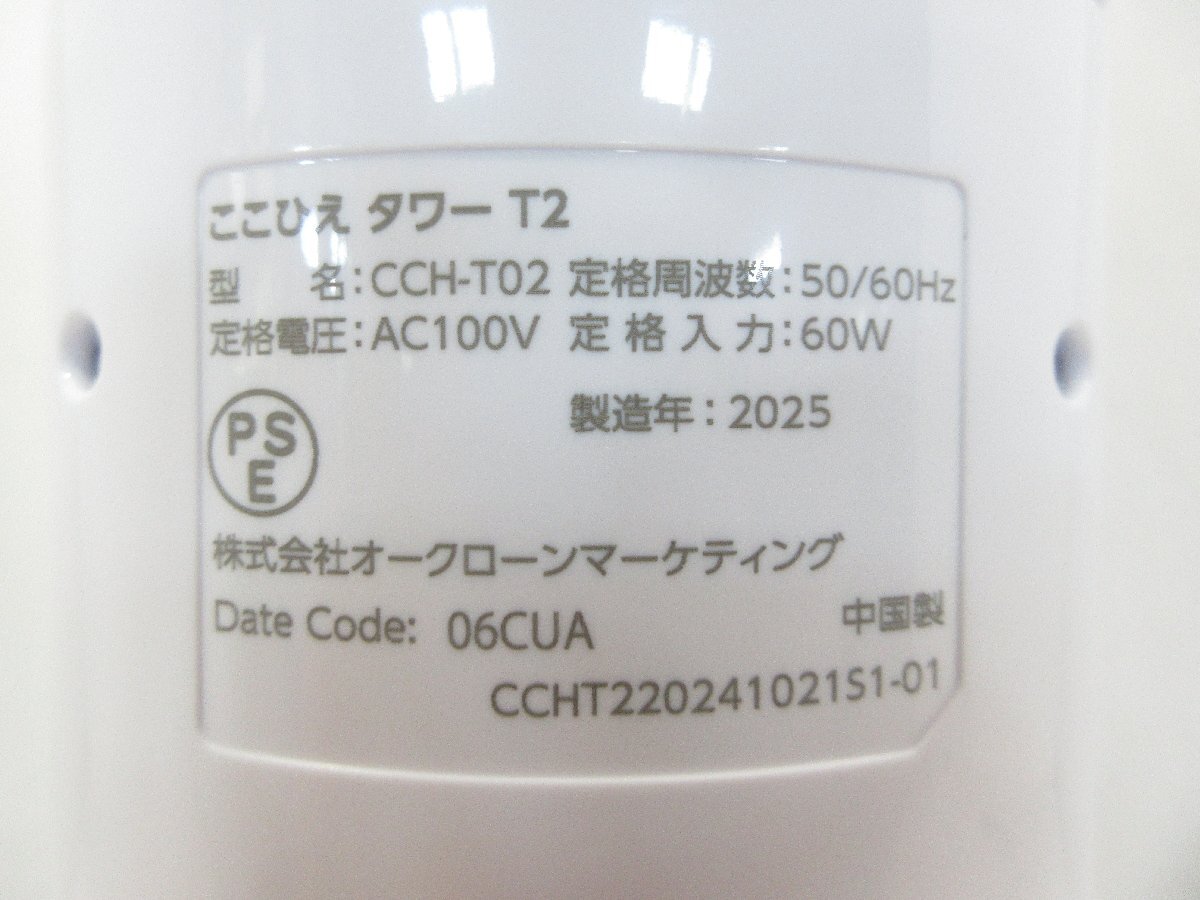 ここひえ タワー T2
型 名:CCH-T02 定格周波数:50/60Hz
定格電圧:AC100V 定格入力:60W
製造年:2025
PSE
株式会社オークローンマーケティング
Date Code: 06CUA 中国製
CCHT220241021S1-01